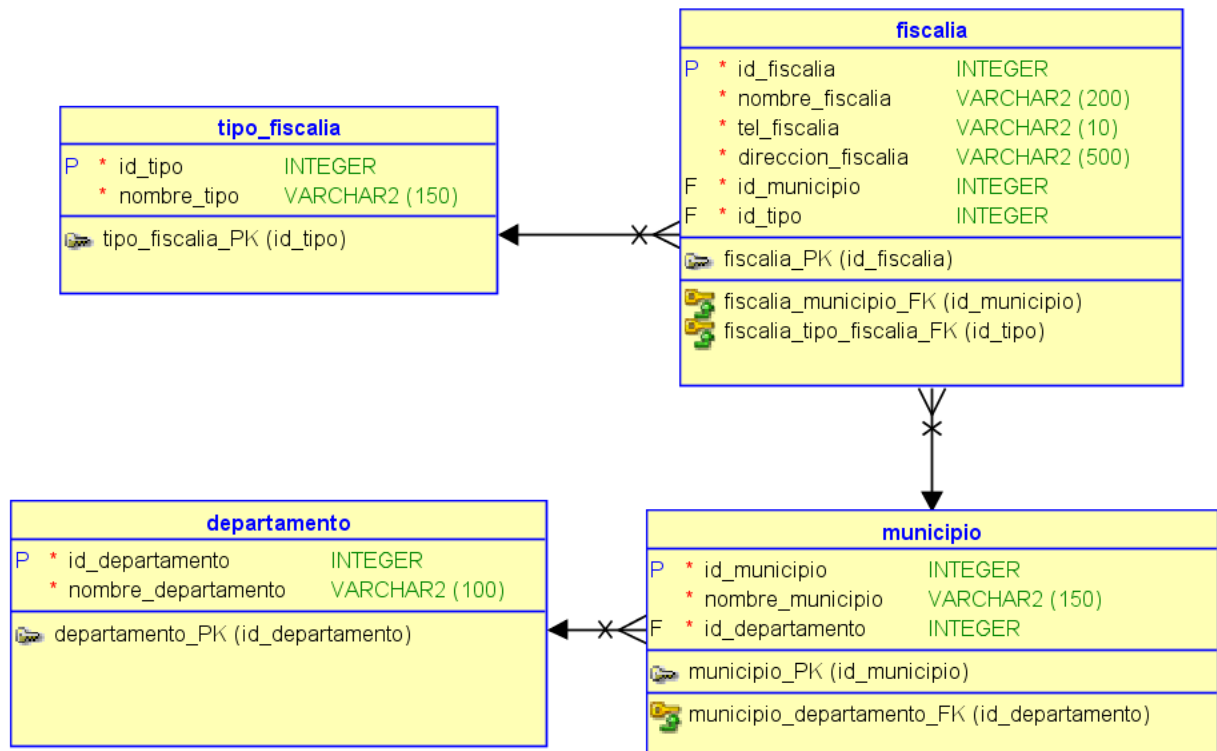 tipo_fiscalia
P * id_tipo INTEGER
* nombre_tipo VARCHAR2 (150)
tipo_fiscalia_PK (id_tipo)
fiscalia
P * id_fiscalia INTEGER
* nombre_fiscalia VARCHAR2 (200)
* tel_fiscalia VARCHAR2 (10)
* direccion_fiscalia VARCHAR2 (500)
F * id_municipio INTEGER
F * id_tipo INTEGER
fiscalia_PK (id_fiscalia)
fiscalia_municipio_FK (id_municipio)
fiscalia_tipo_fiscalia_FK (id_tipo)
departamento
P * id_departamento INTEGER
* nombre_departamento VARCHAR2 (100)
departamento_PK (id_departamento)
municipio
P * id_municipio INTEGER
* nombre_municipio VARCHAR2 (150)
F * id_departamento INTEGER
municipio_PK (id_municipio)
municipio_departamento_FK (id_departamento)